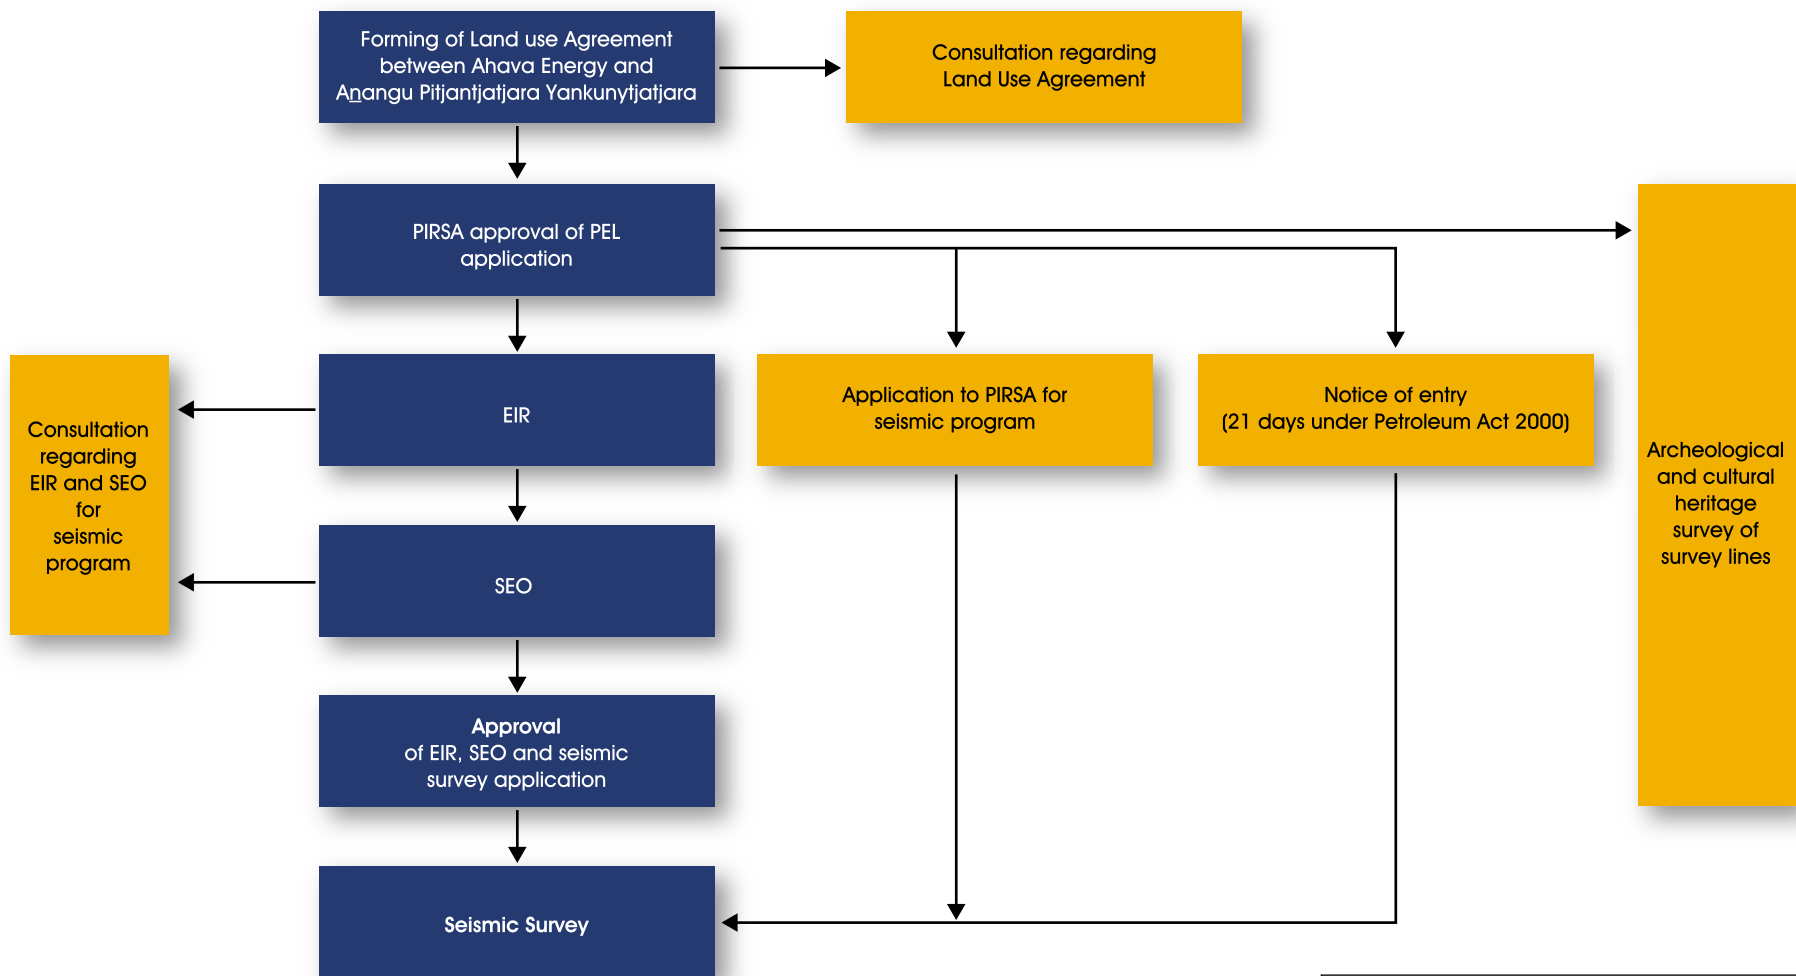 Forming of Land use Agreement
between Ahava Energy and
Anangu Pitjantjatjara Yankunytjatjara
Consultation regarding
Land Use Agreement
PIRSA approval of PEL
application
Consultation
regarding
EIR and SEO
for
seismic
program
EIR
Application to PIRSA for
seismic program
Notice of entry
(21 days under Petroleum Act 2000)
Archeological
and cultural
heritage
survey of
survey lines
SEO
Approval
of EIR, SEO and seismic
survey application
Seismic Survey